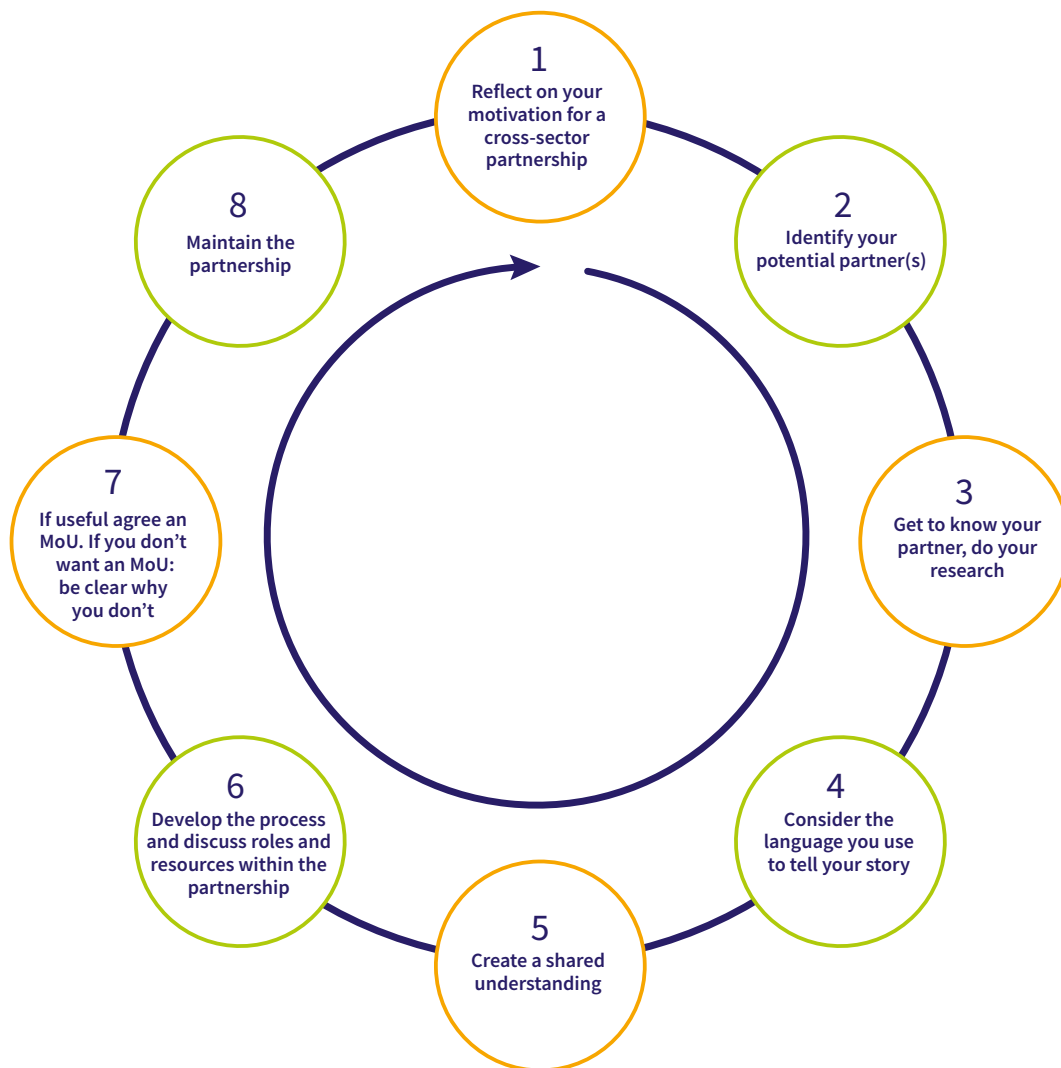 1
Reflect on your
motivation for a
cross-sector
partnership
2
Identify your
potential partner(s)
3
Get to know your
partner, do your
research
4
Consider the
language you use
to tell your story
5
Create a shared
understanding
6
Develop the process
and discuss roles and
resources within the
partnership
7
If useful agree an
MoU. If you don’t
want an MoU:
be clear why
you don’t
8
Maintain the
partnership